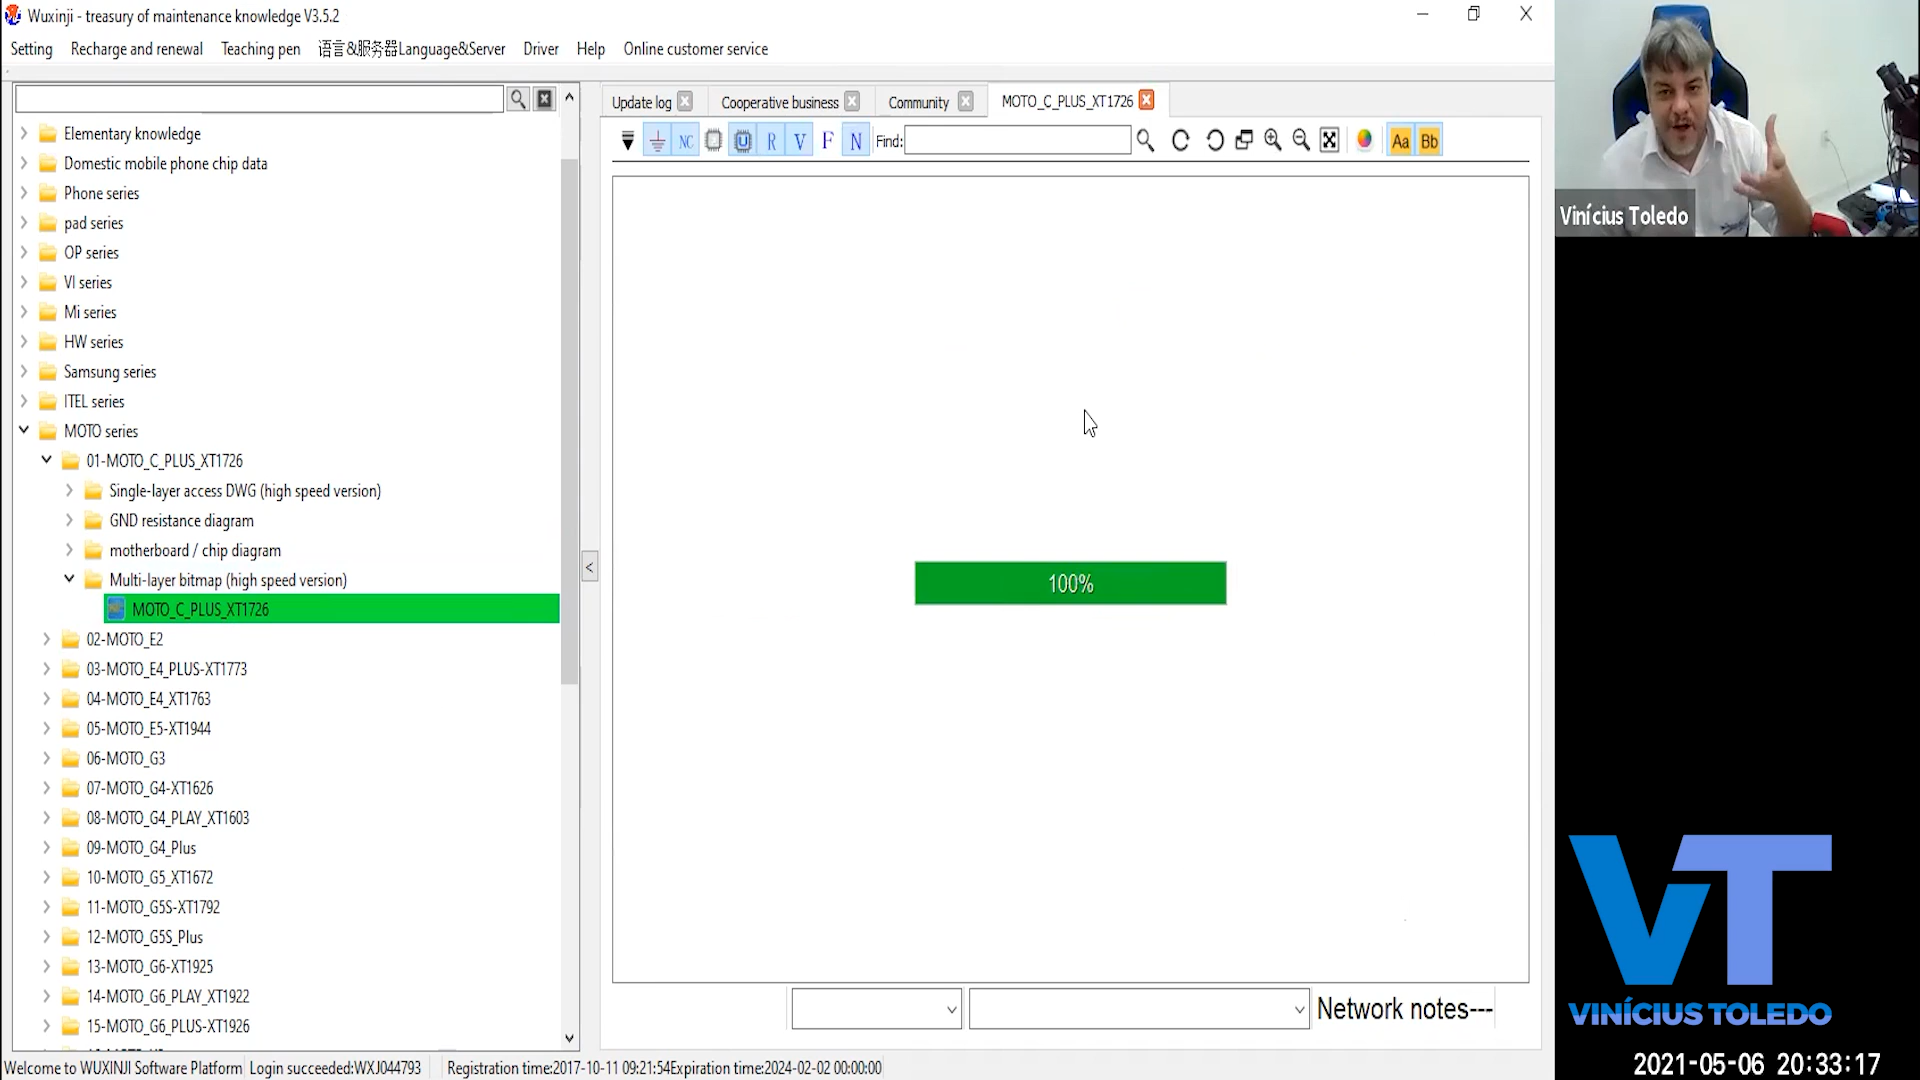 Wuxinji - treasury of maintenance knowledge V3.5.2
Setting Recharge and renewal Teaching pen 语言&服务器Language&Server Driver Help Online customer service
Update log Cooperative business Community MOTO_C_PLUS_XT1726
NC U R V F N Find: Aa Bb
Elementary knowledge
Domestic mobile phone chip data
Phone series
pad series
OP series
VI series
Mi series
HW series
Samsung series
ITEL series
MOTO series
01-MOTO_C_PLUS_XT1726
Single-layer access DWG (high speed version)
GND resistance diagram
motherboard / chip diagram
Multi-layer bitmap (high speed version)
MOTO_C_PLUS_XT1726
02-MOTO_E2
03-MOTO_E4_PLUS-XT1773
04-MOTO_E4_XT1763
05-MOTO_E5-XT1944
06-MOTO_G3
07-MOTO_G4-XT1626
08-MOTO_G4_PLAY_XT1603
09-MOTO_G4_Plus
10-MOTO_G5_XT1672
11-MOTO_G5S-XT1792
12-MOTO_G5S_Plus
13-MOTO_G6-XT1925
14-MOTO_G6_PLAY_XT1922
15-MOTO_G6_PLUS-XT1926
100%
Network notes---
Welcome to WUXINJI Software Platform Login succeeded:WXJ044793 Registration time:2017-10-11 09:21:54Expiration time:2024-02-02 00:00:00
Vinícius Toledo
VT
VINÍCIUS TOLEDO
2021-05-06 20:33:17